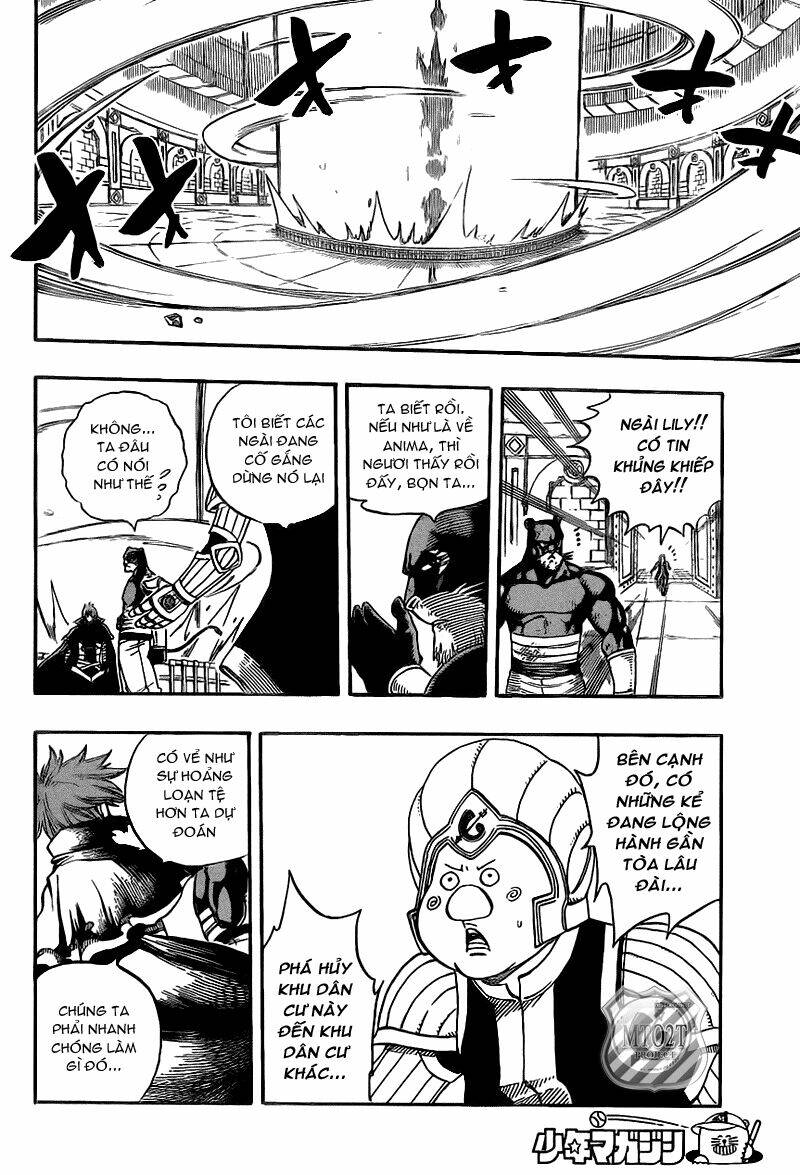 NGÀI LILY!!
CÓ TIN
KHỦNG KHIẾP
ĐÂY!!
TA BIẾT RỒI.
NẾU NHƯ LÀ VỀ
ANIMA, THÌ
NGƯƠI THẤY RỒI
ĐẤY, BỌN TA...
TÔI BIẾT CÁC
NGÀI ĐANG
CỐ GẮNG
DÙNG NÓ LẠI
KHÔNG...
TA ĐÂU
CÓ NÓI
NHƯ THẾ
?
BÊN CẠNH
ĐÓ, CÓ
NHỮNG KẺ
ĐANG LỘNG
HÀNH GẦN
TÒA LÂU
ĐÀI...
PHÁ HỦY
KHU DÂN
CƯ NÀY
ĐẾN KHU
DÂN CƯ
KHÁC...
CÓ VẺ NHƯ
SỰ HOẢNG
LOẠN TỆ
HƠN TA DỰ
ĐOÁN
CHÚNG TA
PHẢI NHANH
CHÓNG LÀM
GÌ ĐÓ...
MTO2T
PROJECT
少年マガジン